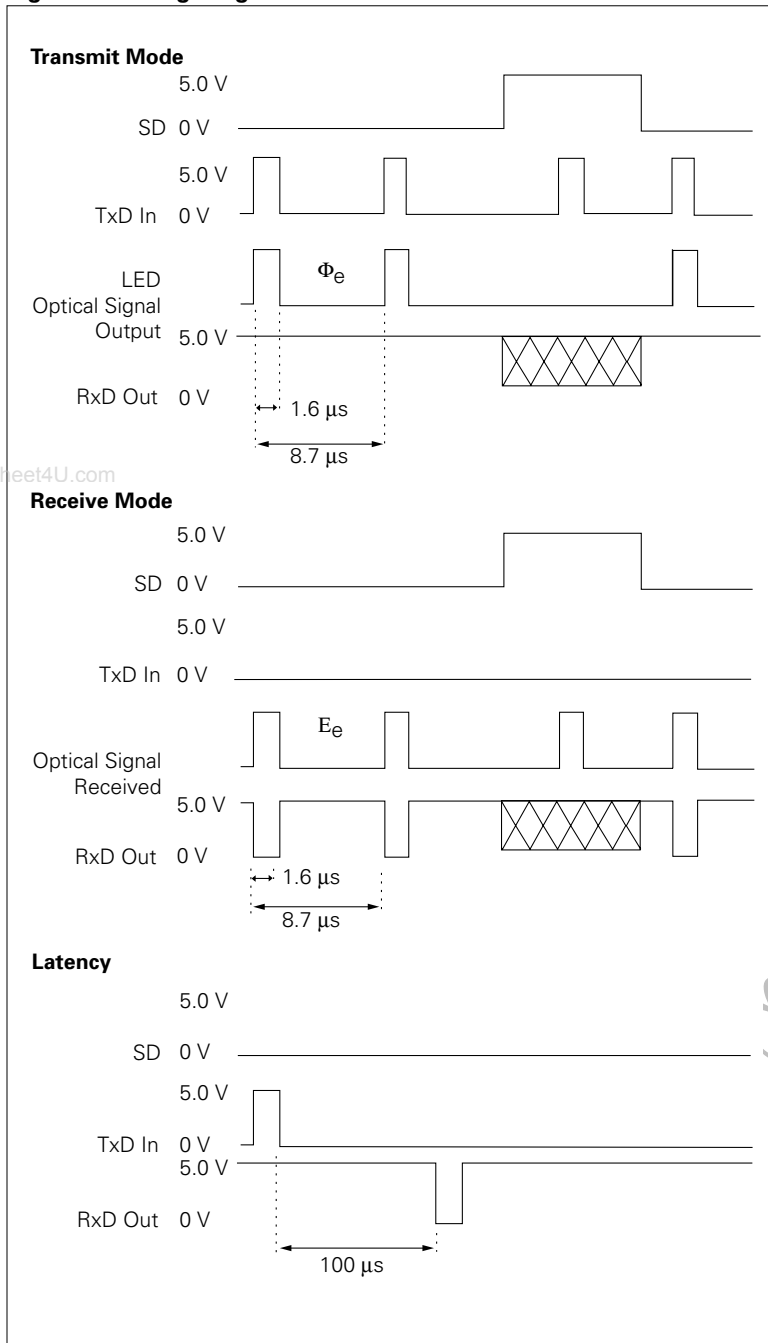 Transmit Mode
5.0 V
SD 0 V
5.0 V
TxD In 0 V
Φe
LED
Optical Signal
Output
5.0 V
RxD Out 0 V
1.6 µs
8.7 µs
heet4U.com
Receive Mode
5.0 V
SD 0 V
5.0 V
TxD In 0 V
Ee
Optical Signal
Received
5.0 V
RxD Out 0 V
1.6 µs
8.7 µs
Latency
5.0 V
SD 0 V
5.0 V
TxD In 0 V
5.0 V
RxD Out 0 V
100 µs